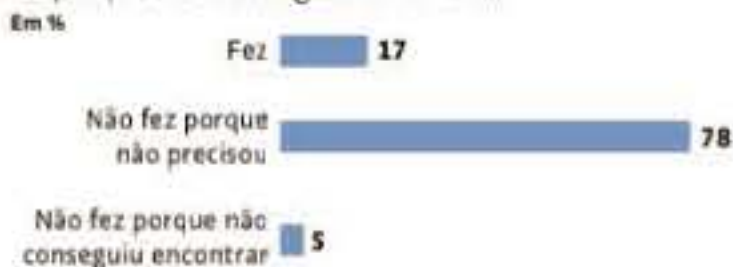 Em %
Fez 17
Não fez porque
não precisou 78
Não fez porque não
conseguiu encontrar 5